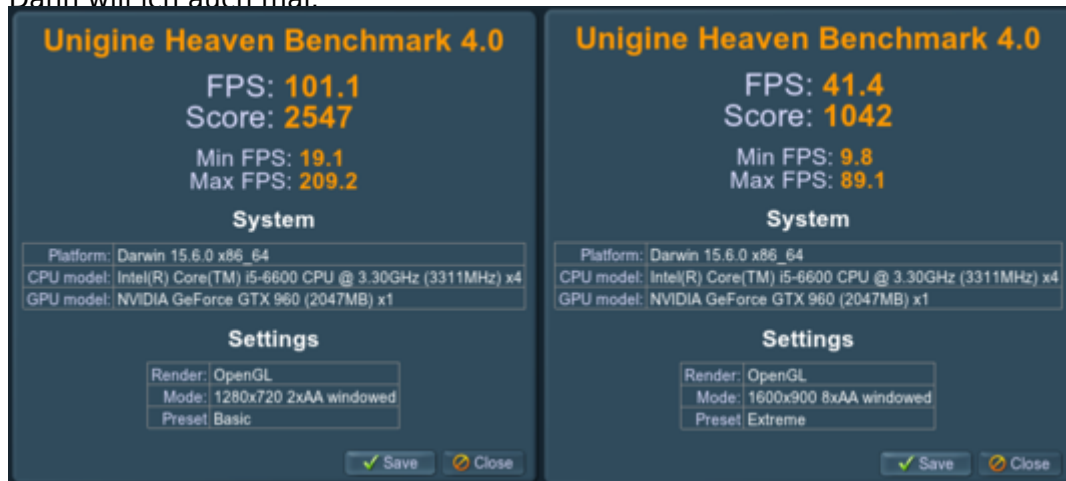 Dann will ich auch mal:
Unigine Heaven Benchmark 4.0
FPS: 101.1
Score: 2547
Min FPS: 19.1
Max FPS: 209.2
System
Platform: Darwin 15.6.0 x86_64
CPU model: Intel(R) Core(TM) i5-6600 CPU @ 3.30GHz (3311MHz) x4
GPU model: NVIDIA GeForce GTX 960 (2047MB) x1
Settings
Render: OpenGL
Mode: 1280x720 2xAA windowed
Preset Basic
Save Close
Unigine Heaven Benchmark 4.0
FPS: 41.4
Score: 1042
Min FPS: 9.8
Max FPS: 89.1
System
Platform: Darwin 15.6.0 x86_64
CPU model: Intel(R) Core(TM) i5-6600 CPU @ 3.30GHz (3311MHz) x4
GPU model: NVIDIA GeForce GTX 960 (2047MB) x1
Settings
Render: OpenGL
Mode: 1600x900 8xAA windowed
Preset Extreme
Save Close